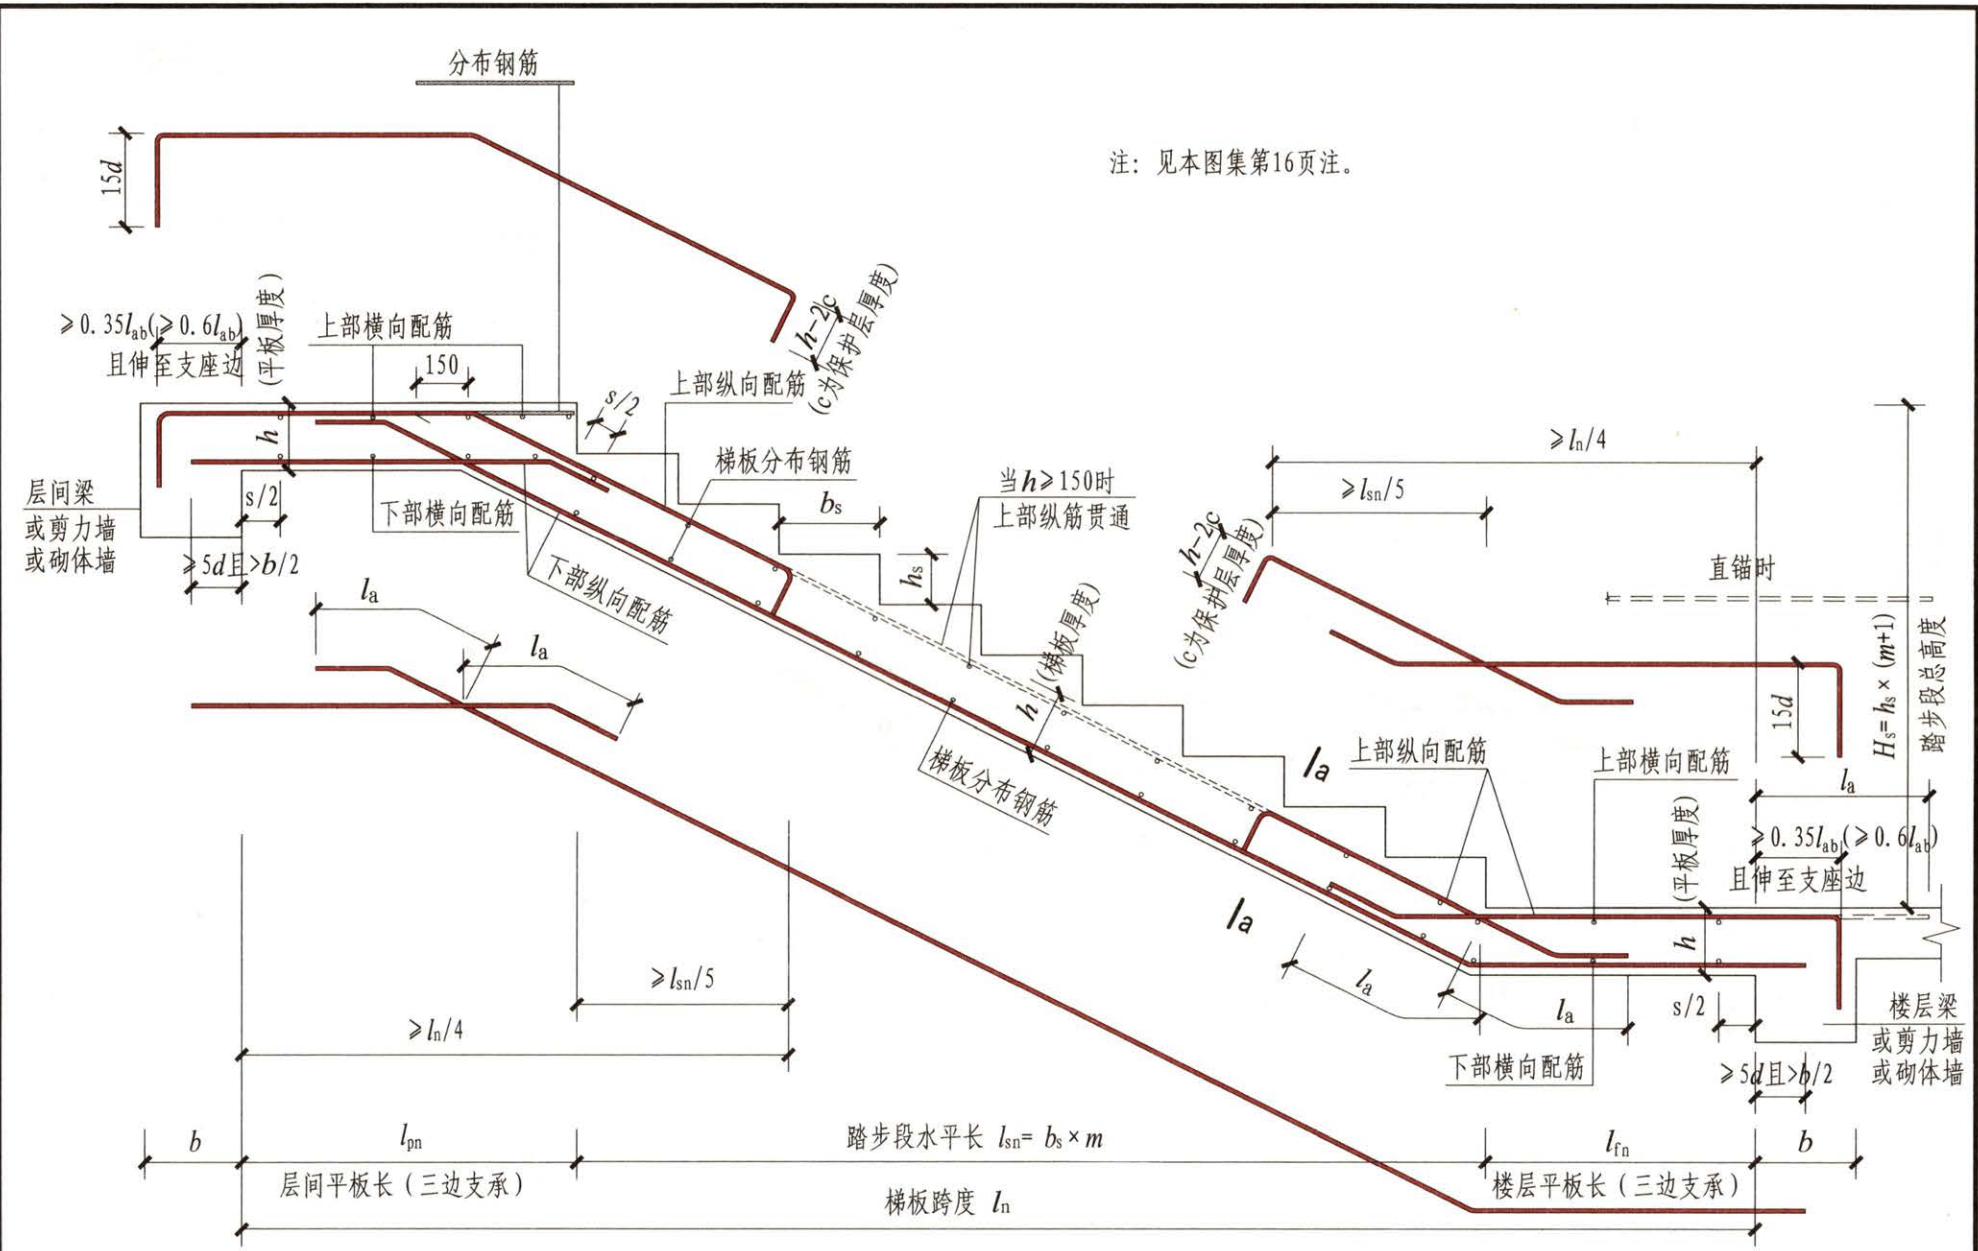 分布钢筋
注：见本图集第16页注。
15d
≥0.35lab(≥0.6lab)
且伸至支座边
(平板厚度)
上部横向配筋
150
h-2c
(c为保护层厚度)
上部纵向配筋
s/2
h
梯板分布钢筋
bs
hs
当h≥150时
上部纵筋贯通
层间梁
或剪力墙
或砌体墙
s/2
下部横向配筋
≥5d且>b/2
下部纵向配筋
la
la
≥ln/4
≥lsn/5
h-2c
(c为保护层厚度)
直锚时
15d
Hs=hs×(m+1)
踏步段总高度
(梯板厚度)
h
梯板分布钢筋
la
上部纵向配筋
上部横向配筋
la
≥0.35lab(≥0.6lab)
且伸至支座边
(平板厚度)
h
la
la
la
s/2
下部横向配筋
楼层梁
或剪力墙
或砌体墙
≥5d且>b/2
≥lsn/5
≥ln/4
b
lpn
踏步段水平长 lsn=bs×m
lfn
b
层间平板长（三边支承）
楼层平板长（三边支承）
梯板跨度 ln